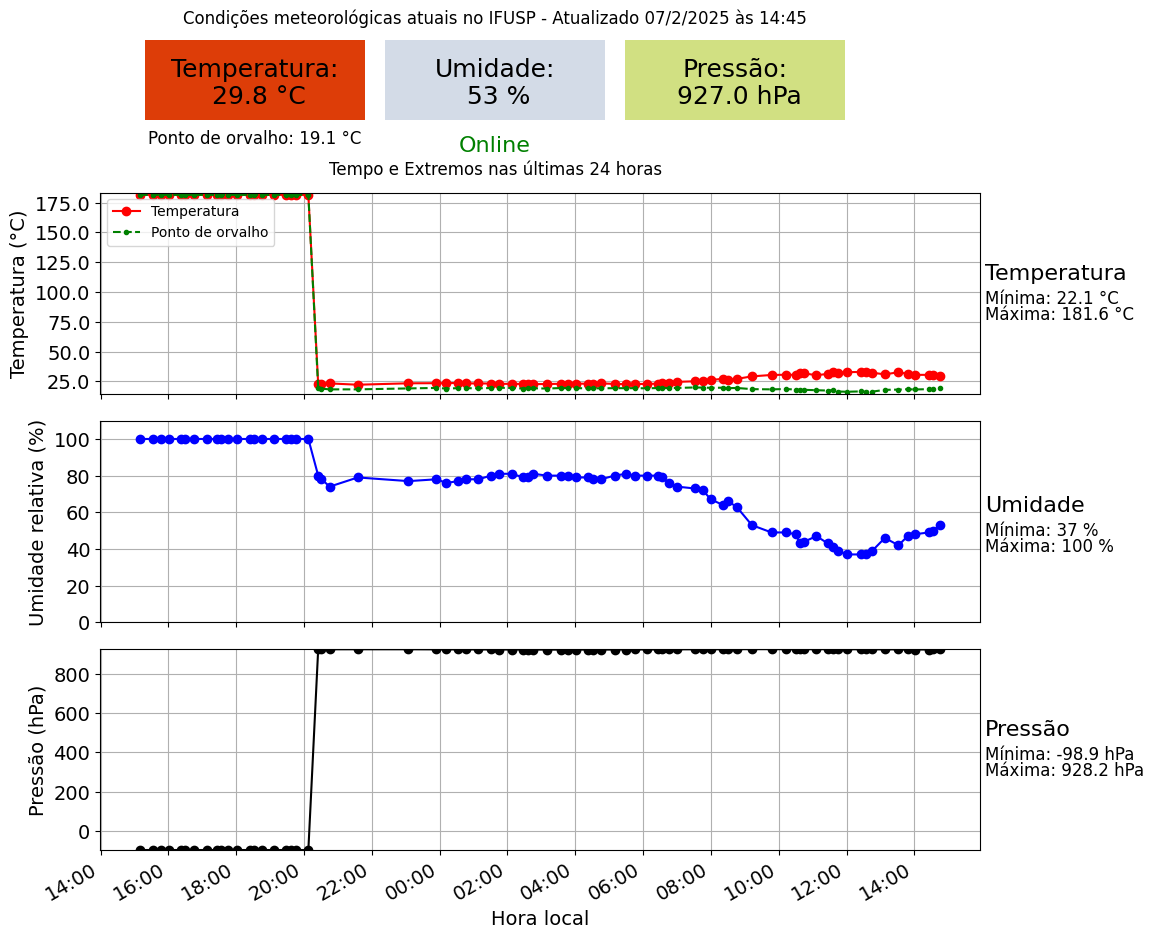 Condições meteorológicas atuais no IFUSP - Atualizado 07/2/2025 às 14:45
Temperatura:
29.8 °C
Umidade:
53 %
Pressão:
927.0 hPa
Ponto de orvalho: 19.1 °C
Online
Tempo e Extremos nas últimas 24 horas
Temperatura (°C)
175.0
150.0
125.0
100.0
75.0
50.0
25.0
Temperatura
Ponto de orvalho
Temperatura
Mínima: 22.1 °C
Máxima: 181.6 °C
Umidade relativa (%)
100
80
60
40
20
0
Umidade
Mínima: 37 %
Máxima: 100 %
Pressão (hPa)
800
600
400
200
0
Pressão
Mínima: -98.9 hPa
Máxima: 928.2 hPa
14:00 16:00 18:00 20:00 22:00 00:00 02:00 04:00 06:00 08:00 10:00 12:00 14:00
Hora local